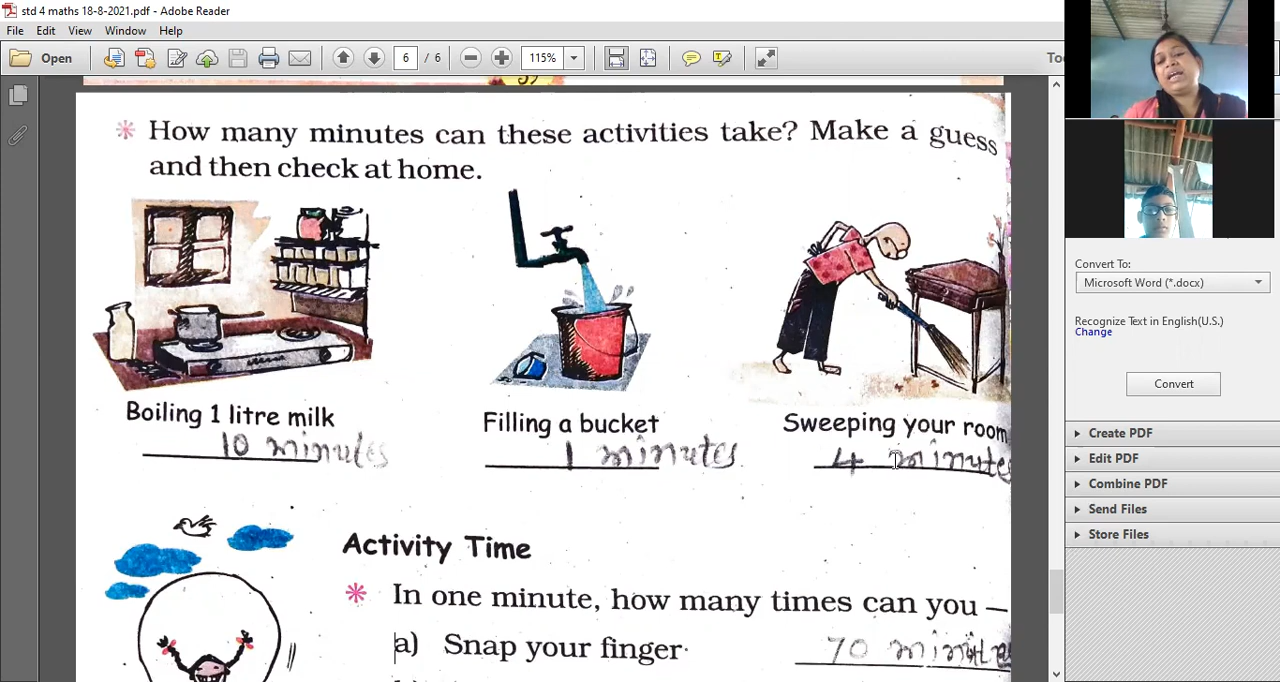 std 4 maths 18-8-2021.pdf - Adobe Reader
File Edit View Window Help
Open 6 / 6 115%
How many minutes can these activities take? Make a guess
and then check at home.
Boiling 1 litre milk
10 minutes
Filling a bucket
1 minutes
Sweeping your room
4 minutes
Activity Time
In one minute, how many times can you —
a) Snap your finger
70
Convert To:
Microsoft Word (*.docx)
Recognize Text in English(U.S.)
Change
Convert
Create PDF
Edit PDF
Combine PDF
Send Files
Store Files